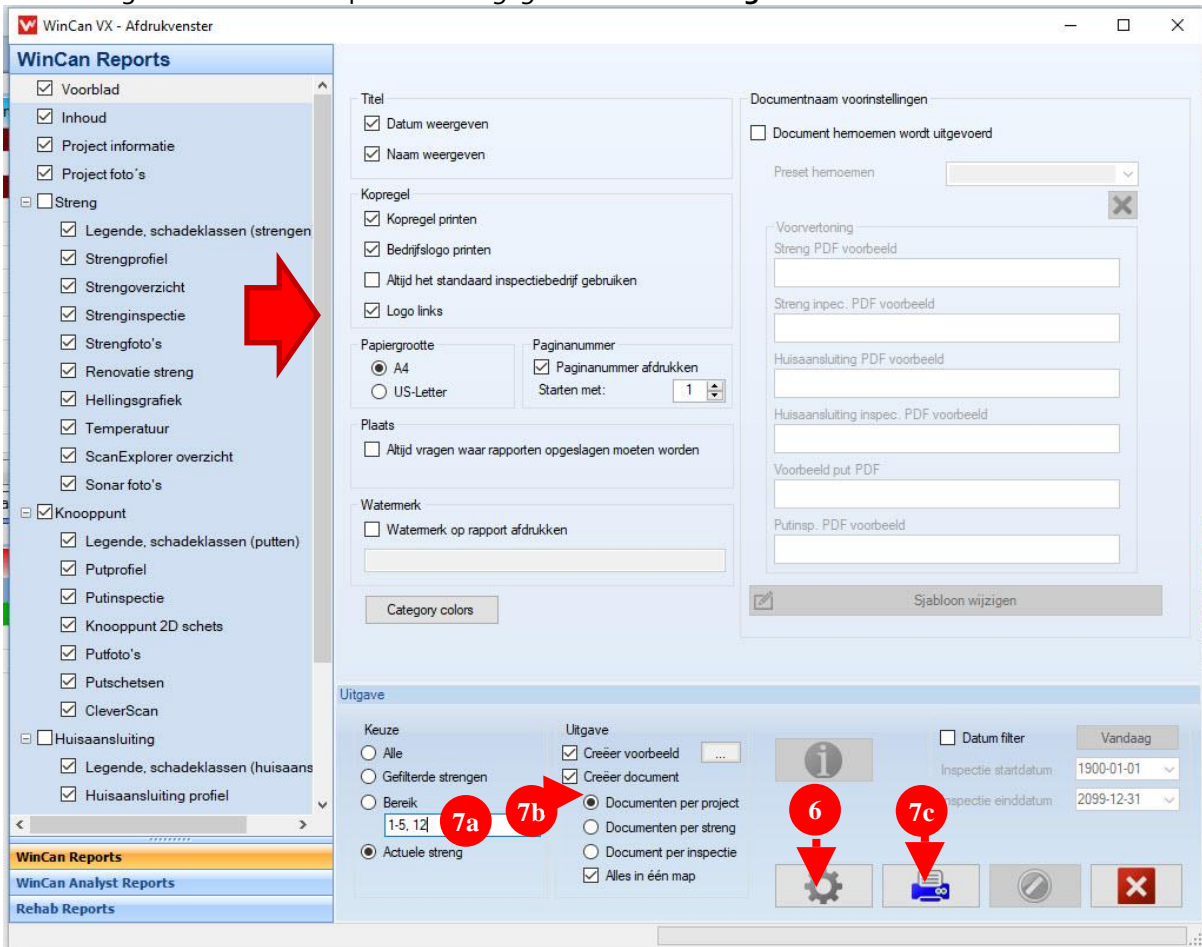 WinCan VX - Afdrukvenster
WinCan Reports
Voorblad
Inhoud
Project informatie
Project foto´s
Streng
Legende, schadeklassen (strengen
Strengprofiel
Strengoverzicht
Strenginspectie
Strengfoto's
Renovatie streng
Hellingsgrafiek
Temperatuur
ScanExplorer overzicht
Sonar foto's
Knooppunt
Legende, schadeklassen (putten)
Putprofiel
Putinspectie
Knooppunt 2D schets
Putfoto's
Putschetsen
CleverScan
Huisaansluiting
Legende, schadeklassen (huisaans
Huisaansluiting profiel
WinCan Reports
WinCan Analyst Reports
Rehab Reports
Titel
Datum weergeven
Naam weergeven
Kopregel
Kopregel printen
Bedrijfslogo printen
Altijd het standaard inspectiebedrijf gebruiken
Logo links
Papiergrootte
A4
US-Letter
Paginanummer
Paginanummer afdrukken
Starten met: 1
Plaats
Altijd vragen waar rapporten opgeslagen moeten worden
Watermerk
Watermerk op rapport afdrukken
Category colors
Documentnaam voorinstellingen
Document hernoemen wordt uitgevoerd
Preset hernoemen
Voorvertoning
Streng PDF voorbeeld
Streng inpec. PDF voorbeeld
Huisaansluiting PDF voorbeeld
Huisaansluiting inspec. PDF voorbeeld
Voorbeeld put PDF
Putinsp. PDF voorbeeld
Sjabloon wijzigen
Uitgave
Keuze
Alle
Gefilterde strengen
Bereik
1-5, 12
7a
Actuele streng
Uitgave
Creëer voorbeeld ...
Creëer document
7b
Documenten per project
Documenten per streng
Document per inspectie
Alles in één map
6
7c
Datum filter
Vandaag
Inspectie startdatum 1900-01-01
nspectie einddatum 2099-12-31